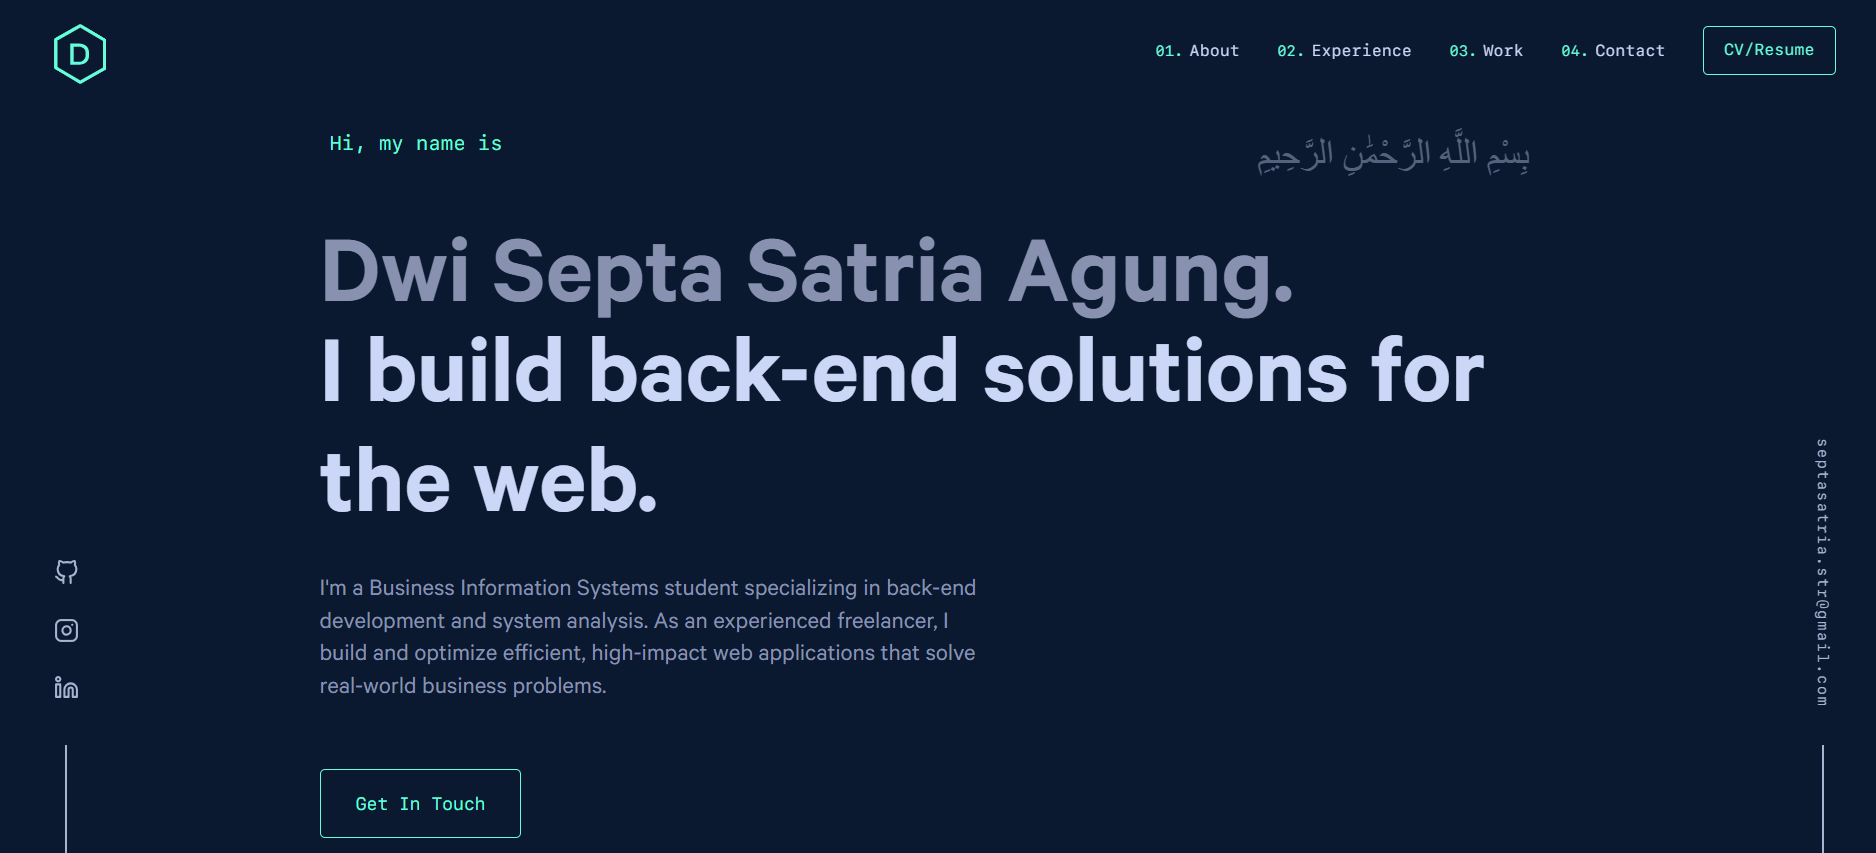 D
01. About 02. Experience 03. Work 04. Contact CV/Resume
Hi, my name is
بِسْمِ اللَّهِ الرَّحْمَٰنِ الرَّحِيمِ
Dwi Septa Satria Agung.
I build back-end solutions for
the web.
I'm a Business Information Systems student specializing in back-end
development and system analysis. As an experienced freelancer, I
build and optimize efficient, high-impact web applications that solve
real-world business problems.
Get In Touch
septasatria.str@gmail.com